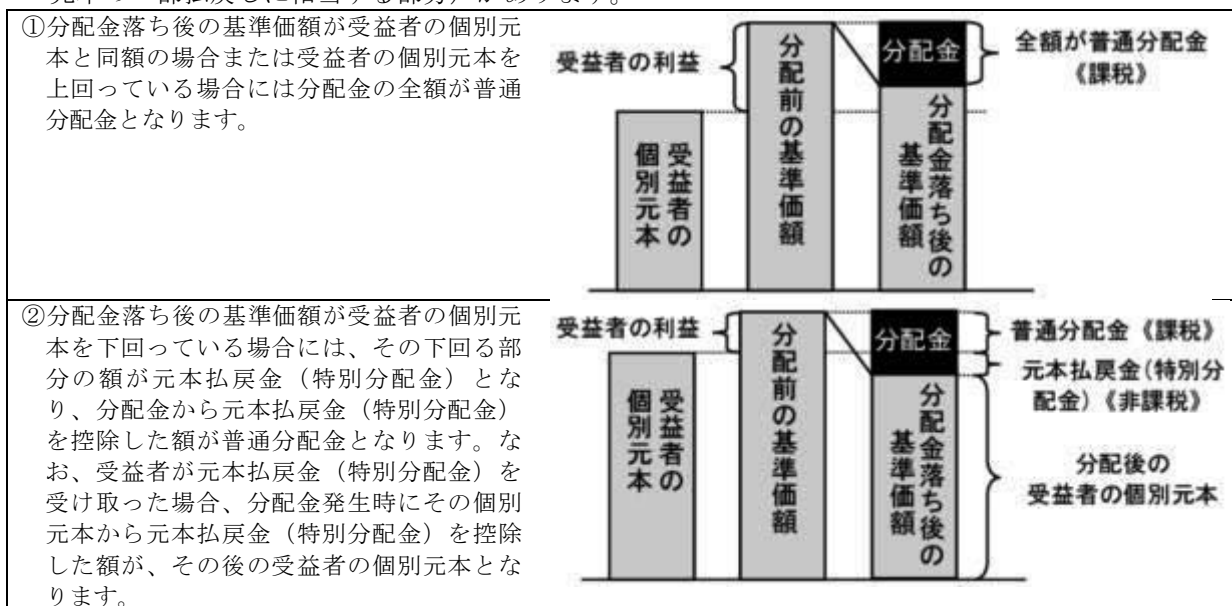 ①分配金落ち後の基準価額が受益者の個別元
本と同額の場合または受益者の個別元本を
上回っている場合には分配金の全額が普通
分配金となります。
受益者の利益
受益者の
個別元本
分配前の基準価額
分配金
分配金落ち後の
基準価額
全額が普通分配金
《課税》
②分配金落ち後の基準価額が受益者の個別元
本を下回っている場合には、その下回る部
分の額が元本払戻金（特別分配金）とな
り、分配金から元本払戻金（特別分配金）
を控除した額が普通分配金となります。な
お、受益者が元本払戻金（特別分配金）を
受け取った場合、分配金発生時にその個別
元本から元本払戻金（特別分配金）を控除
した額が、その後の受益者の個別元本とな
ります。
受益者の利益
受益者の
個別元本
分配前の基準価額
分配金
分配金落ち後の
基準価額
普通分配金《課税》
元本払戻金(特別分
配金)《非課税》
分配後の
受益者の個別元本